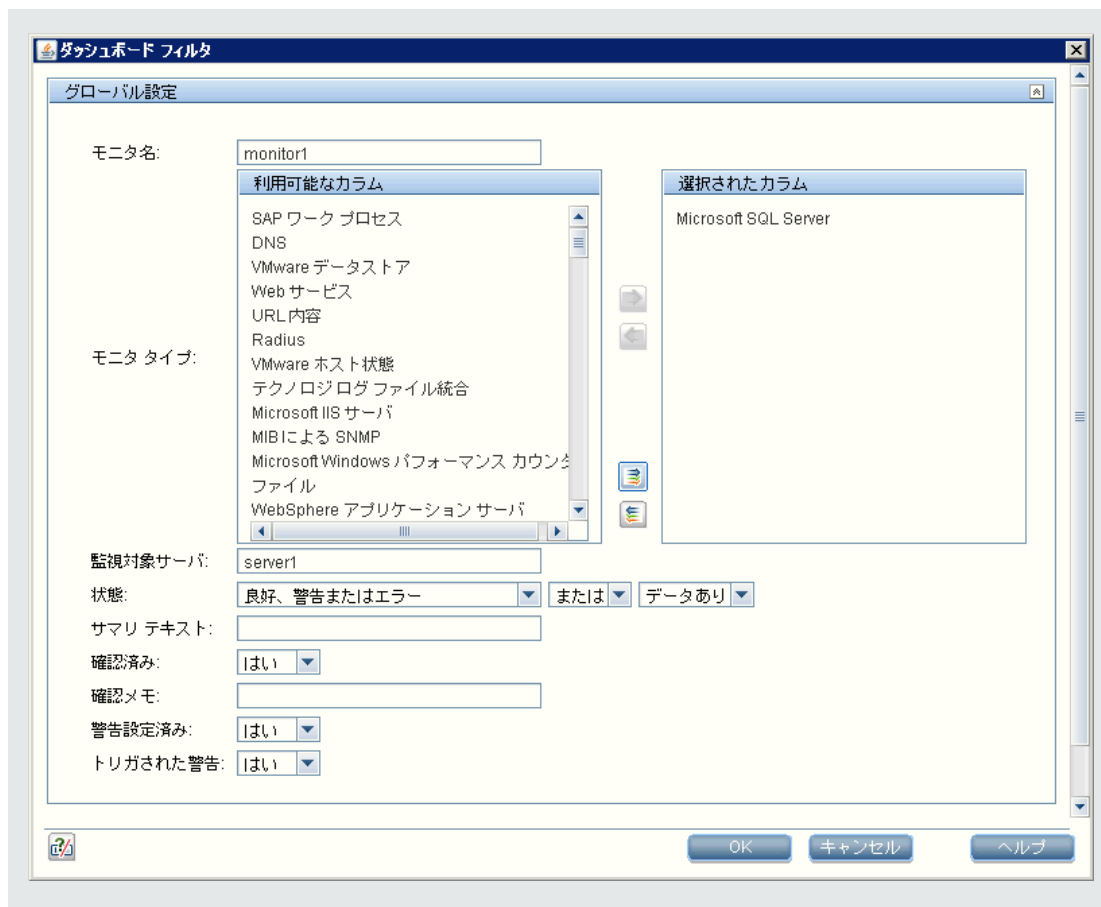 ダッシュボード フィルタ
グローバル設定
モニタ名:
monitor1
利用可能なカラム
選択されたカラム
モニタ タイプ:
SAP ワーク プロセス
DNS
VMware データストア
Web サービス
URL 内容
Radius
VMware ホスト状態
テクノロジ ログ ファイル統合
Microsoft IIS サーバ
MIB による SNMP
Microsoft Windows パフォーマンス カウンタ
ファイル
WebSphere アプリケーション サーバ
Microsoft SQL Server
監視対象サーバ:
server1
状態:
良好、警告またはエラー
または
データあり
サマリ テキスト:
確認済み:
はい
確認メモ:
警告設定済み:
はい
トリガされた警告:
はい
OK
キャンセル
ヘルプ